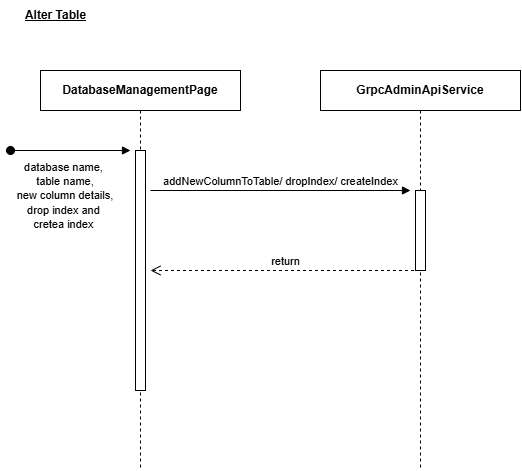 Alter Table
DatabaseManagementPage
GrpcAdminApiService
database name,
table name,
new column details,
drop index and
cretea index
addNewColumnToTable/ dropIndex/ createIndex
return